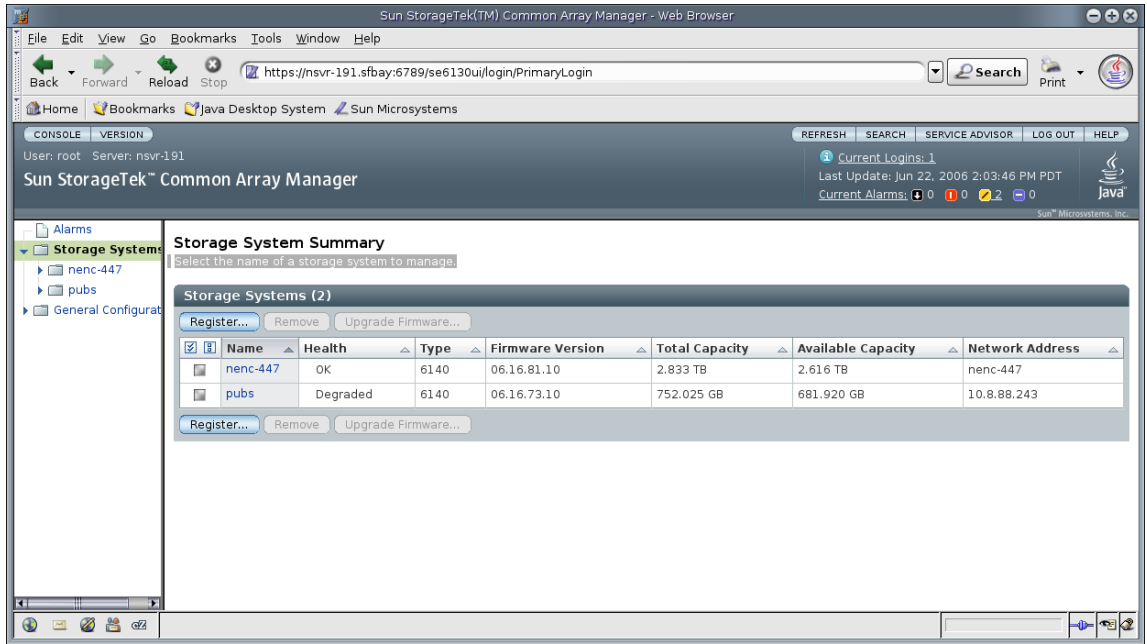 Sun StorageTek(TM) Common Array Manager - Web Browser
File Edit View Go Bookmarks Tools Window Help
Back Forward Reload Stop https://nsvr-191.sfbay:6789/se6130ui/login/PrimaryLogin Search Print
Home Bookmarks Java Desktop System Sun Microsystems
CONSOLE VERSION REFRESH SEARCH SERVICE ADVISOR LOG OUT HELP
User: root Server: nsvr-191
Current Logins: 1
Sun StorageTek™ Common Array Manager
Last Update: Jun 22, 2006 2:03:46 PM PDT
Current Alarms: 0 0 2 0
Java™
Sun™ Microsystems, Inc.
Alarms
Storage Systems
nenc-447
pubs
General Configurat
Storage System Summary
Select the name of a storage system to manage.
Storage Systems (2)
Register... Remove Upgrade Firmware...
Name Health Type Firmware Version Total Capacity Available Capacity Network Address
nenc-447 OK 6140 06.16.81.10 2.833 TB 2.616 TB nenc-447
pubs Degraded 6140 06.16.73.10 752.025 GB 681.920 GB 10.8.88.243
Register... Remove Upgrade Firmware...